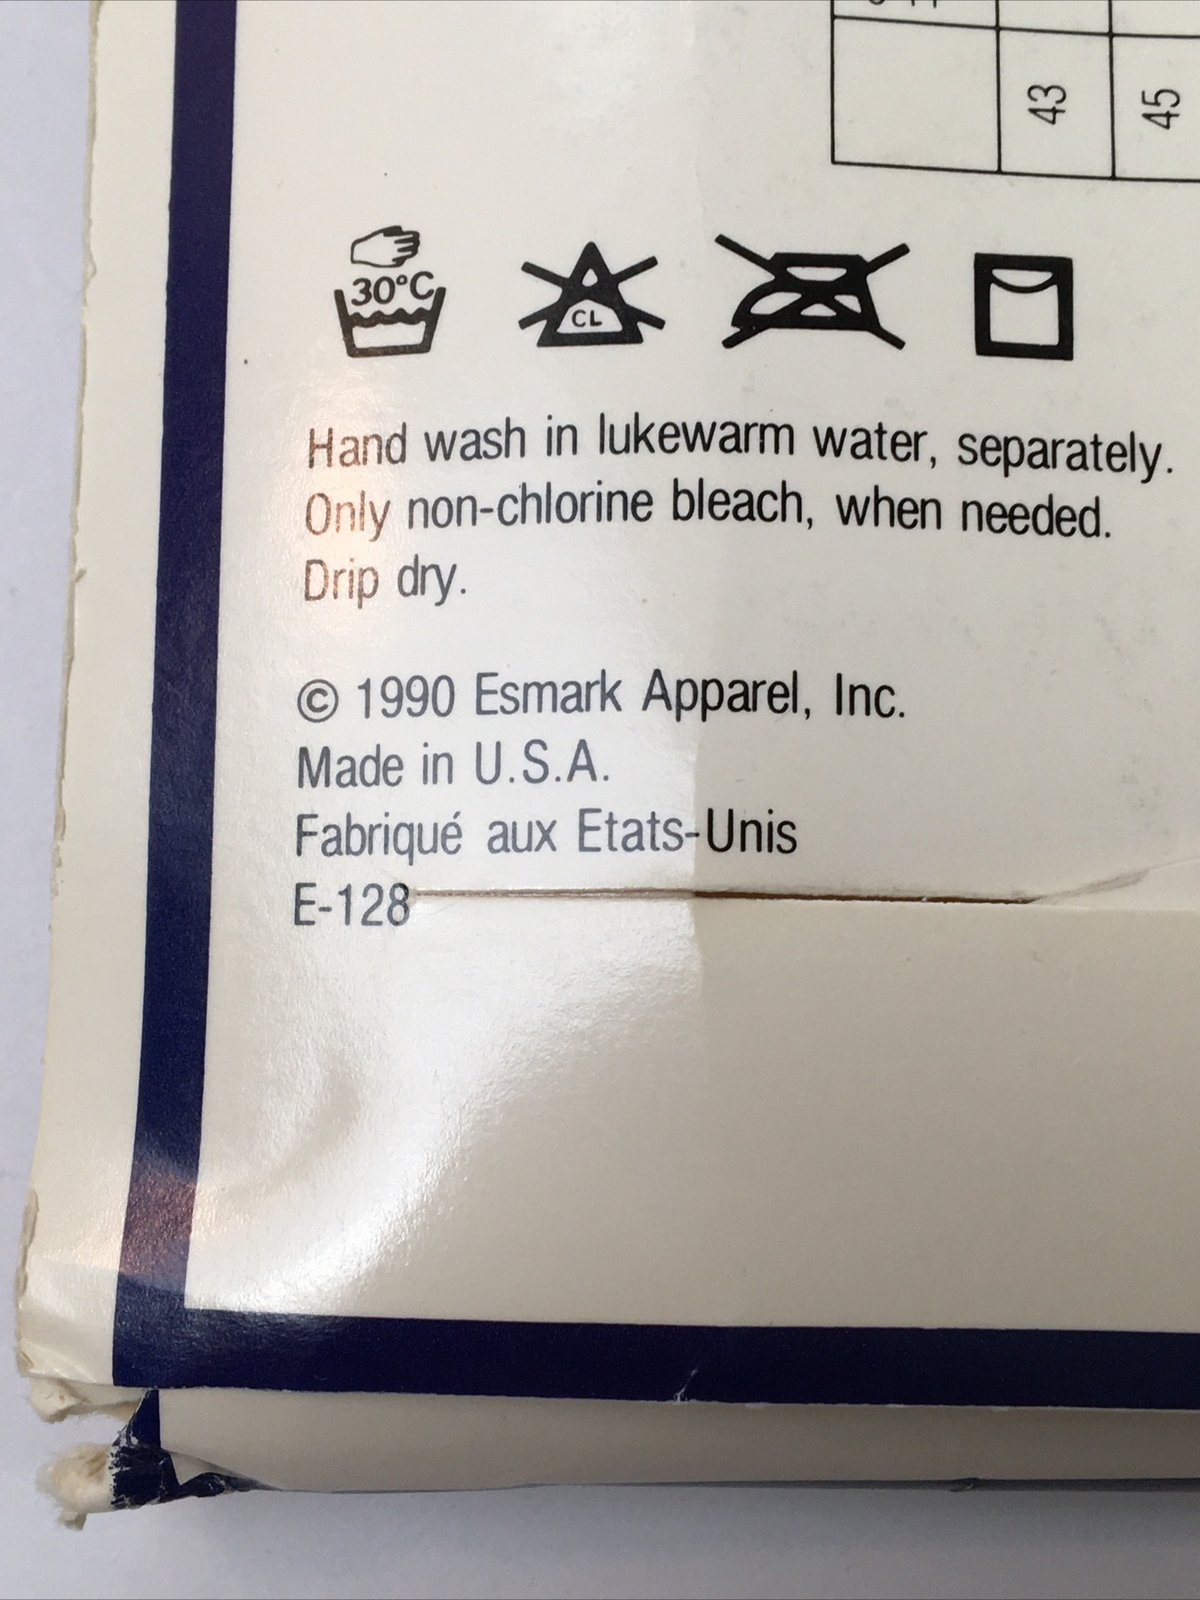 43 45
30°C
CL
Hand wash in lukewarm water, separately.
Only non-chlorine bleach, when needed.
Drip dry.
© 1990 Esmark Apparel, Inc.
Made in U.S.A.
Fabriqué aux Etats-Unis
E-128